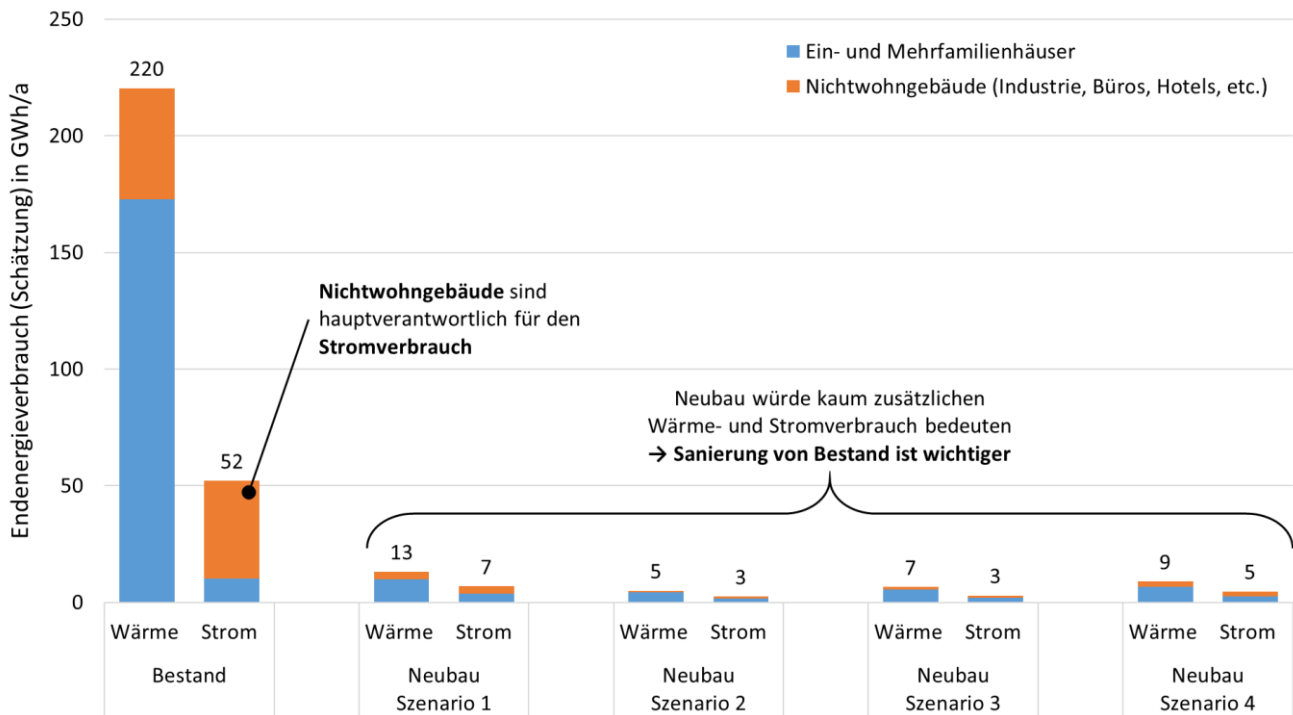 Endenergieverbrauch (Schätzung) in GWh/a
250
200
150
100
50
0
Ein- und Mehrfamilienhäuser
Nichtwohngebäude (Industrie, Büros, Hotels, etc.)
220
52
Nichtwohngebäude sind
hauptverantwortlich für den
Stromverbrauch
Neubau würde kaum zusätzlichen
Wärme- und Stromverbrauch bedeuten
→ Sanierung von Bestand ist wichtiger
13
7
5
3
7
3
9
5
Wärme Strom
Bestand
Wärme Strom
Neubau
Szenario 1
Wärme Strom
Neubau
Szenario 2
Wärme Strom
Neubau
Szenario 3
Wärme Strom
Neubau
Szenario 4